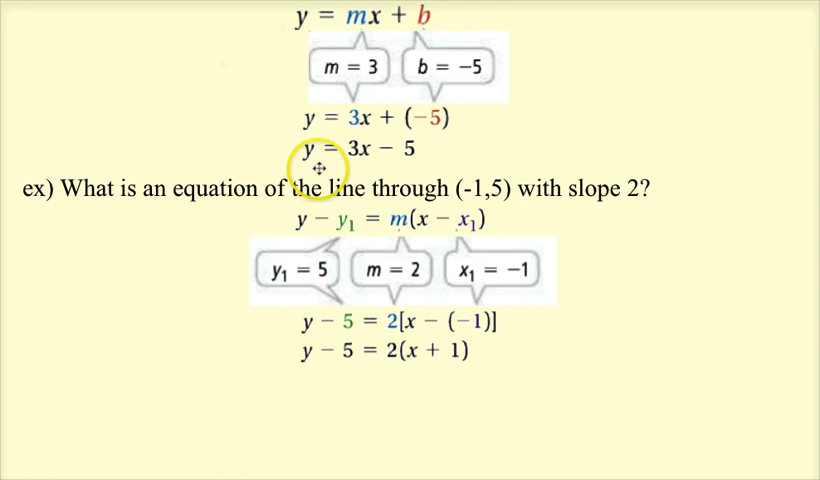 y = mx + b
m = 3 b = −5
y = 3x + (−5)
y = 3x − 5
ex) What is an equation of the line through (-1,5) with slope 2?
y − y₁ = m(x − x₁)
y₁ = 5 m = 2 x₁ = −1
y − 5 = 2[x − (−1)]
y − 5 = 2(x + 1)